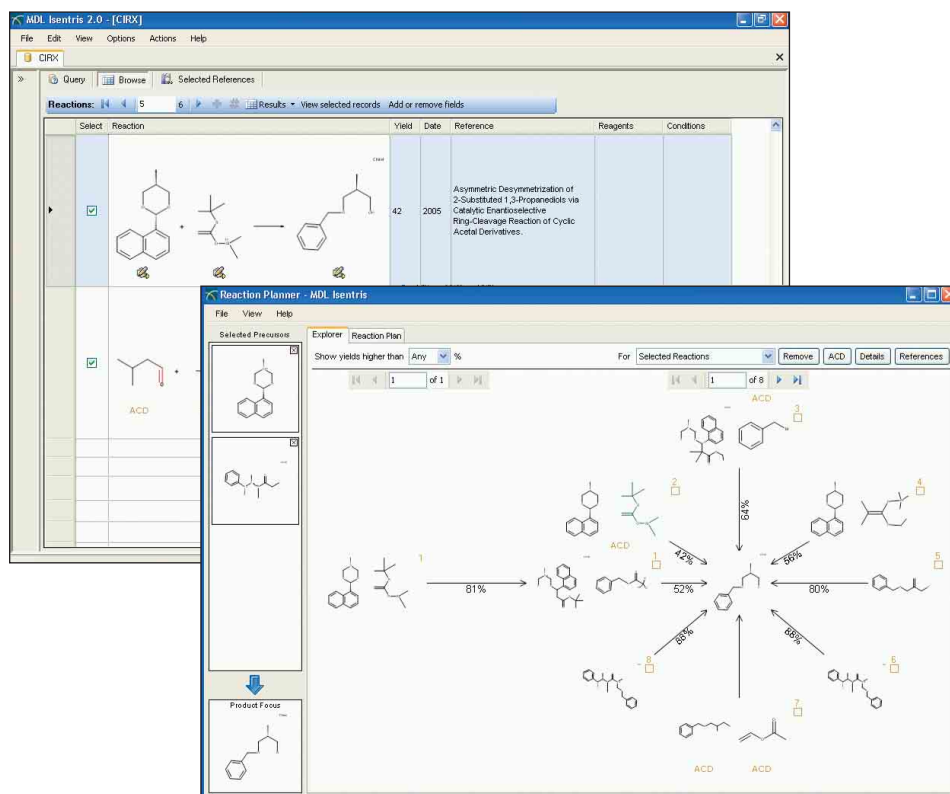 MDL Isentris 2.0 - [CIRX]
File Edit View Options Actions Help
CIRX
Query Browse Selected References
Reactions: 5 6 Results View selected records Add or remove fields
Select Reaction Yield Date Reference Reagents Conditions
42 2005
Asymmetric Desymmetrization of
2-Substituted 1,3-Propanediols via
Catalytic Enantioselective
Ring-Cleavage Reaction of Cyclic
Acetal Derivatives.
+
+
ACD
Reaction Planner - MDL Isentris
File View Help
Selected Precursors
Explorer Reaction Plan
Show yields higher than Any % For Selected Reactions Remove ACD Details References
1 of 1 1 of 8
ACD
3
2
4
64%
ACD
42%
56%
1
1
5
81%
52%
80%
88%
88%
8
6
7
ACD ACD
Product Focus